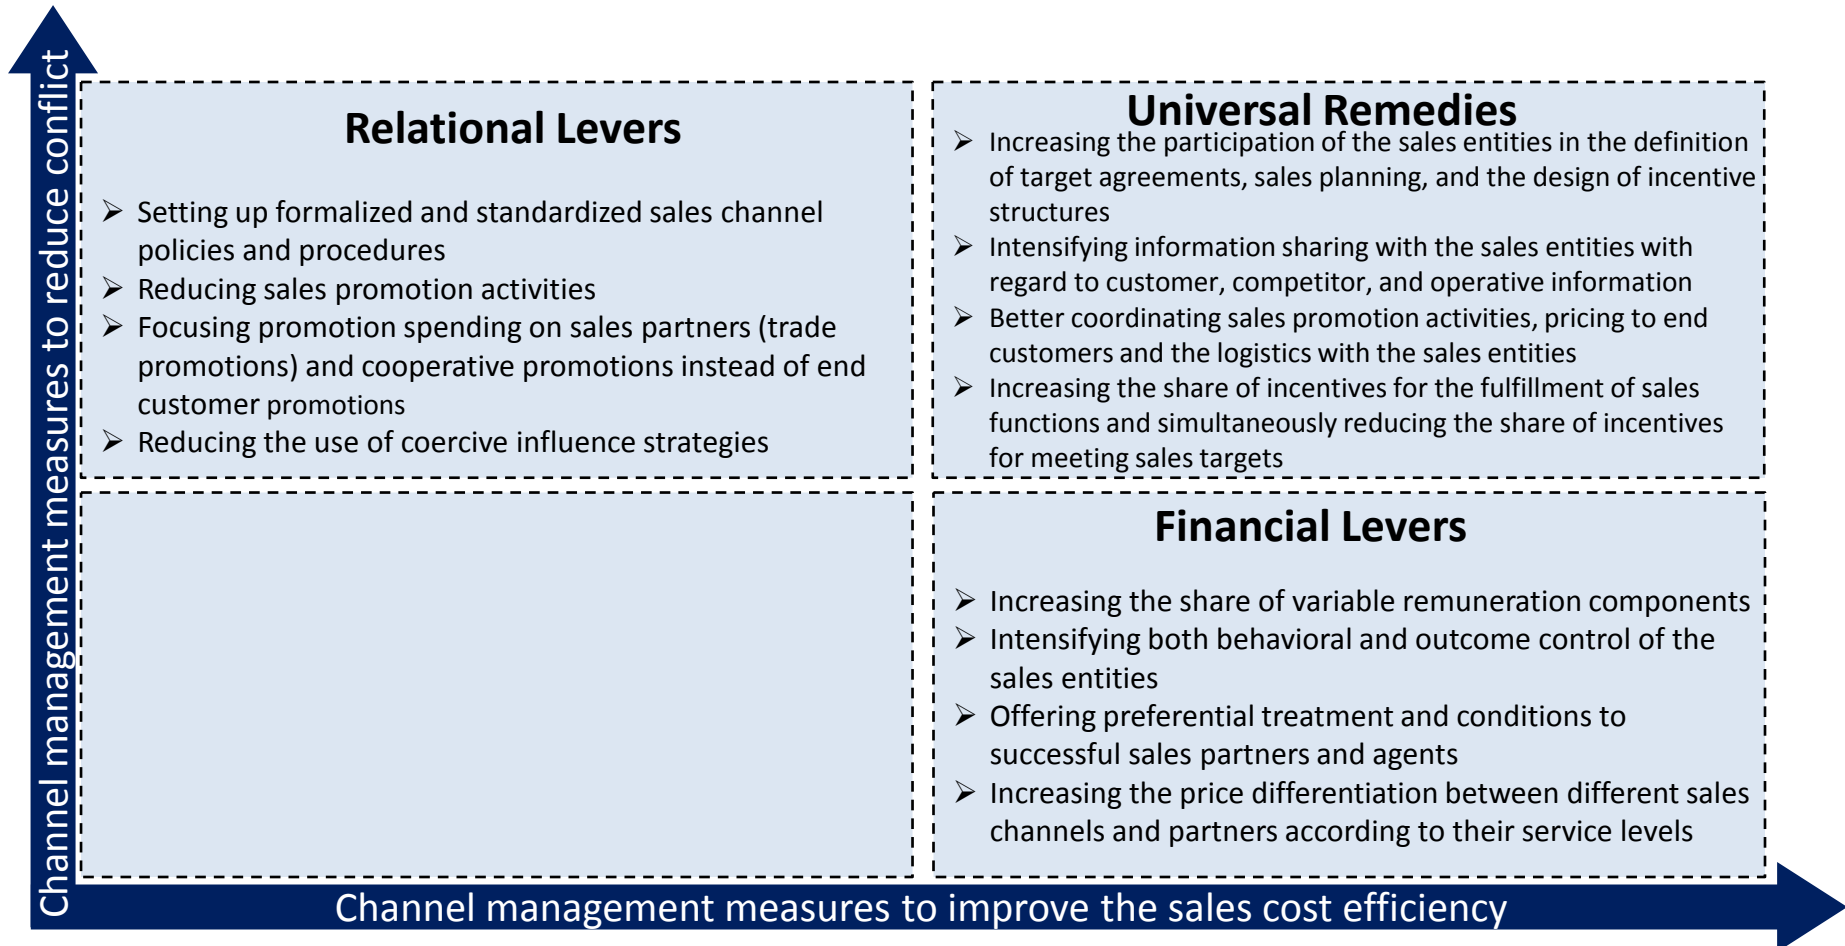 Channel management measures to reduce conflict
Relational Levers
➢ Setting up formalized and standardized sales channel
policies and procedures
➢ Reducing sales promotion activities
➢ Focusing promotion spending on sales partners (trade
promotions) and cooperative promotions instead of end
customer promotions
➢ Reducing the use of coercive influence strategies
Universal Remedies
➢ Increasing the participation of the sales entities in the definition
of target agreements, sales planning, and the design of incentive
structures
➢ Intensifying information sharing with the sales entities with
regard to customer, competitor, and operative information
➢ Better coordinating sales promotion activities, pricing to end
customers and the logistics with the sales entities
➢ Increasing the share of incentives for the fulfillment of sales
functions and simultaneously reducing the share of incentives
for meeting sales targets
Financial Levers
➢ Increasing the share of variable remuneration components
➢ Intensifying both behavioral and outcome control of the
sales entities
➢ Offering preferential treatment and conditions to
successful sales partners and agents
➢ Increasing the price differentiation between different sales
channels and partners according to their service levels
Channel management measures to improve the sales cost efficiency